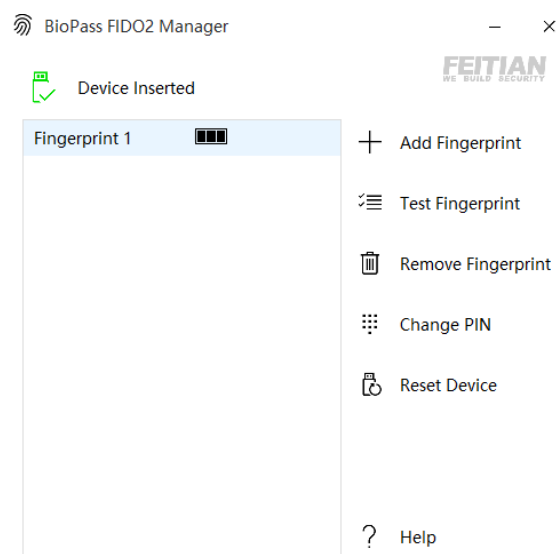 BioPass FIDO2 Manager
FEITIAN
WE BUILD SECURITY
Device Inserted
Fingerprint 1
Add Fingerprint
Test Fingerprint
Remove Fingerprint
Change PIN
Reset Device
Help